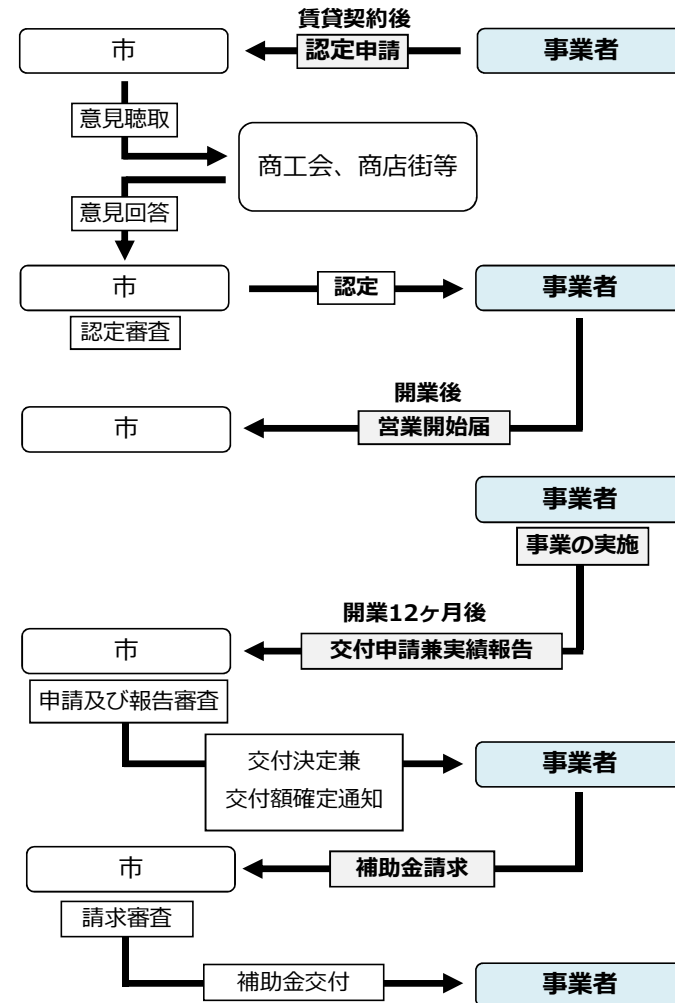 賃貸契約後
市
認定申請
事業者
意見聴取
商工会、商店街等
意見回答
市
認定
事業者
認定審査
開業後
市
営業開始届
事業者
事業の実施
開業12ヶ月後
市
交付申請兼実績報告
申請及び報告審査
交付決定兼
交付額確定通知
事業者
市
補助金請求
請求審査
補助金交付
事業者